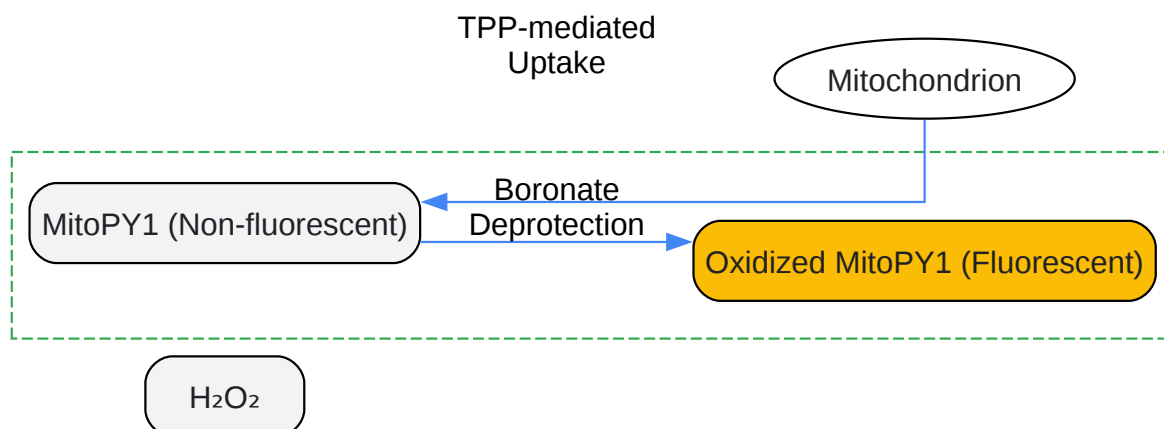 TPP-mediated
Uptake
Mitochondrion
Boronate
Deprotection
MitoPY1 (Non-fluorescent)
Oxidized MitoPY1 (Fluorescent)
H₂O₂